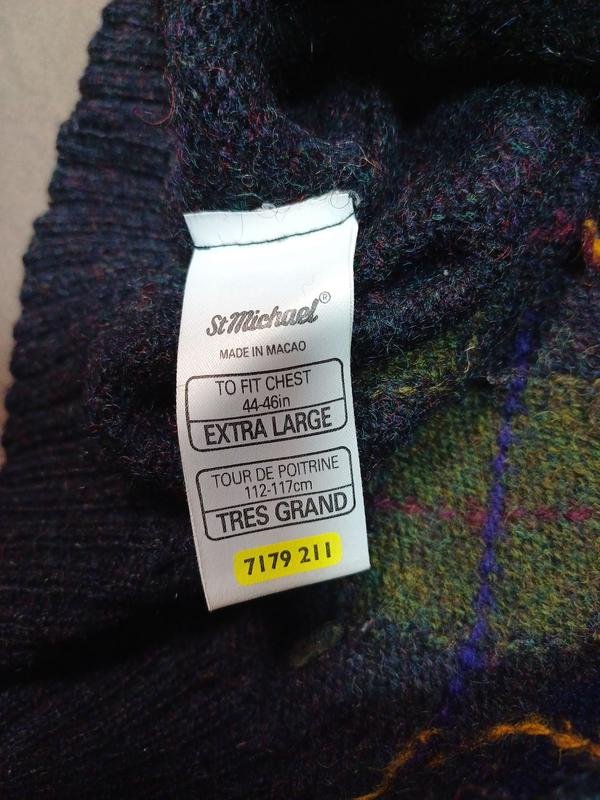 St Michael®
MADE IN MACAO
TO FIT CHEST
44-46in
EXTRA LARGE
TOUR DE POITRINE
112-117cm
TRES GRAND
7179 211